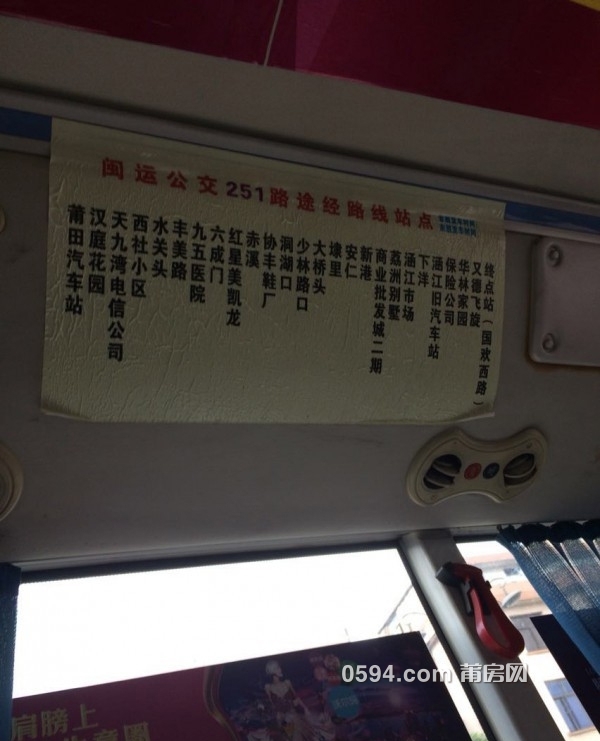 闽运公交251路途经路线站点
莆田汽车站
汉庭花园
天九湾电信公司
西社小区
水关头
丰美路
九五医院
六成门
红星美凯龙
赤溪
协丰鞋厂
涧湖口
少林路口
大桥头
埭里
安仁
新港
商业批发城二期
荔洲别墅
涵江市场
下洋
涵江旧汽车站
保险公司
华林家园
又德飞旋
终点站(国欢西路)
肩膀上
0594.com 莆房网